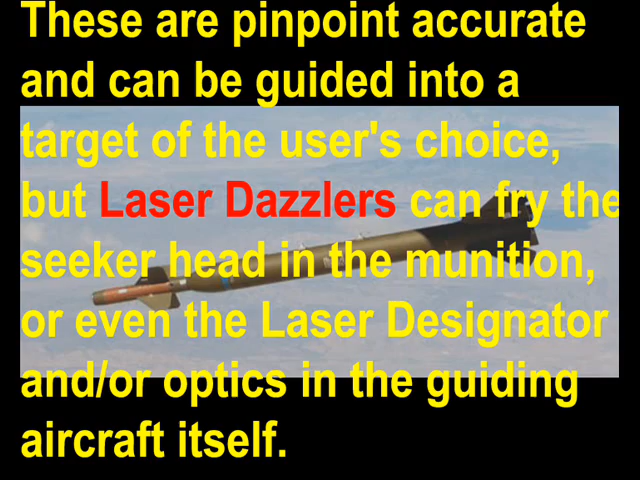 These are pinpoint accurate
and can be guided into a
target of the user's choice,
but Laser Dazzlers can fry the
seeker head in the munition,
or even the Laser Designator
and/or optics in the guiding
aircraft itself.